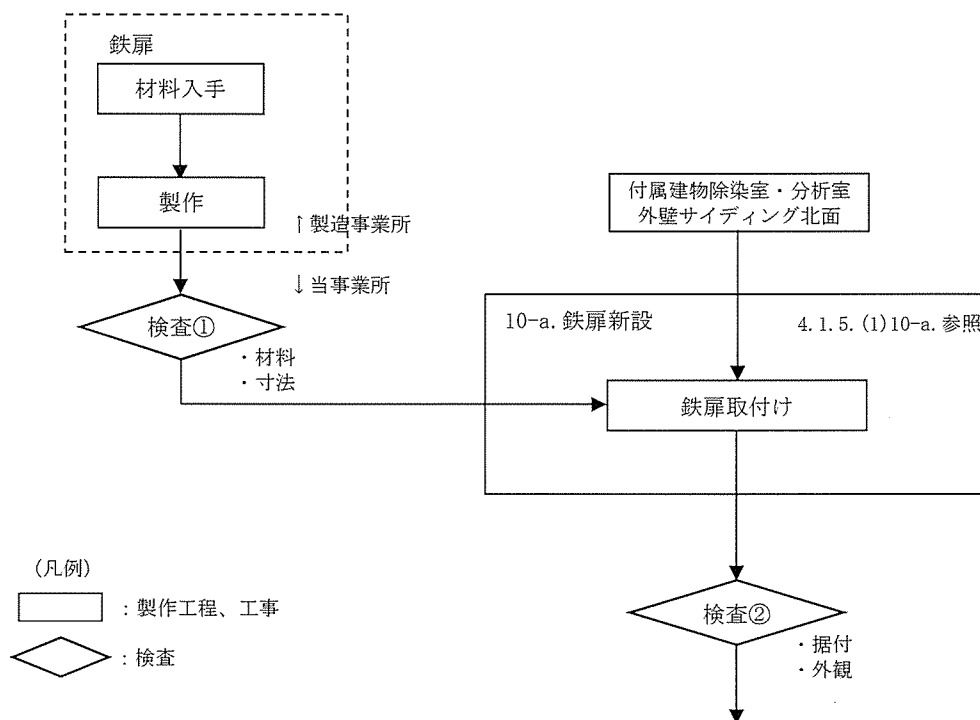 鉄扉
材料入手
製作
↑製造事業所
↓当事業所
検査①
・材料
・寸法
付属建物除染室・分析室
外壁サイディング北面
10-a.鉄扉新設
4.1.5.(1)10-a.参照
鉄扉取付け
検査②
・据付
・外観
(凡例)
：製作工程、工事
：検査